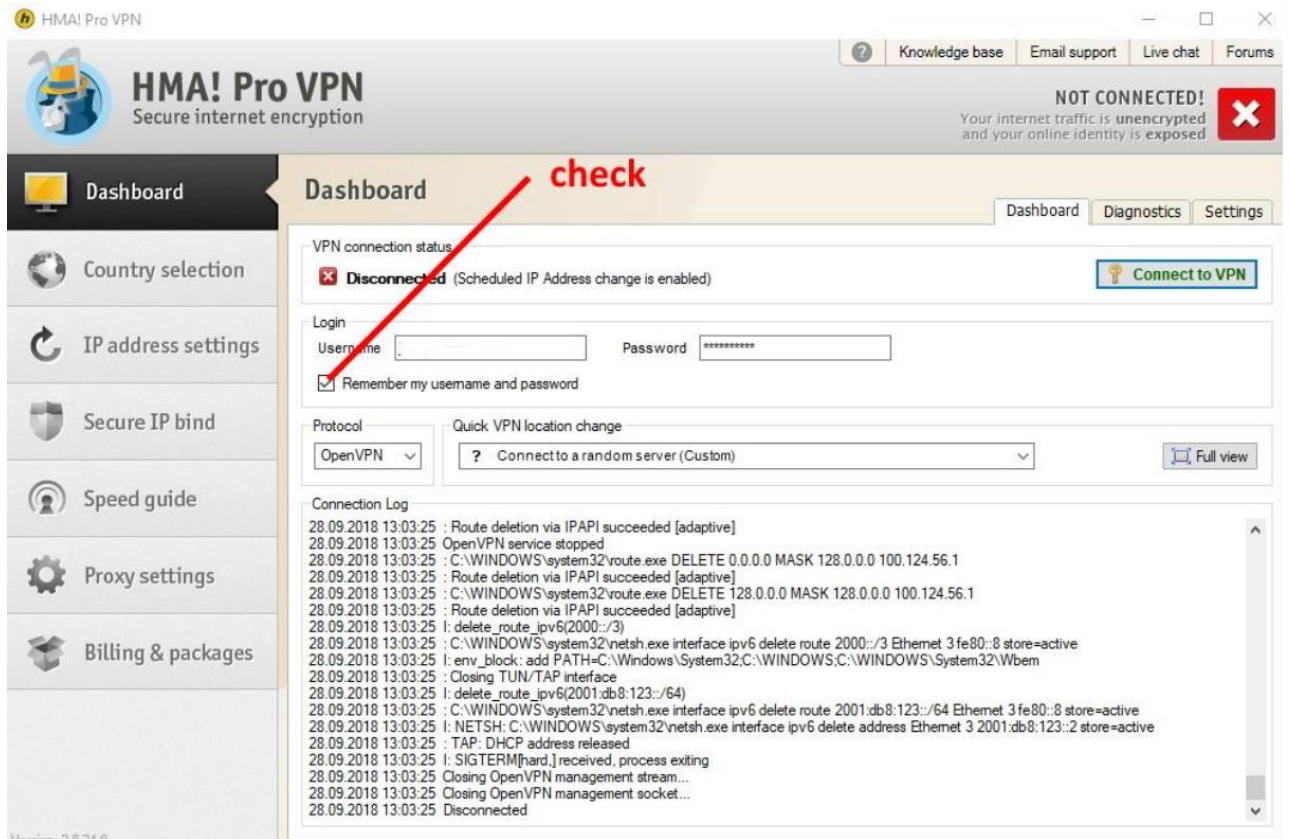 HMA! Pro VPN
Knowledge base Email support Live chat Forums
HMA! Pro VPN
Secure internet encryption
NOT CONNECTED!
Your internet traffic is unencrypted
and your online identity is exposed
check
Dashboard
Country selection
IP address settings
Secure IP bind
Speed guide
Proxy settings
Billing & packages
Dashboard
Dashboard Diagnostics Settings
VPN connection status
Disconnected (Scheduled IP Address change is enabled)
Connect to VPN
Login
Username Password **********
Remember my username and password
Protocol Quick VPN location change
OpenVPN ? Connect to a random server (Custom) Full view
Connection Log
28.09.2018 13:03:25 : Route deletion via IPAPI succeeded [adaptive]
28.09.2018 13:03:25 OpenVPN service stopped
28.09.2018 13:03:25 : C:\WINDOWS\system32\route.exe DELETE 0.0.0.0 MASK 128.0.0.0 100.124.56.1
28.09.2018 13:03:25 : Route deletion via IPAPI succeeded [adaptive]
28.09.2018 13:03:25 : C:\WINDOWS\system32\route.exe DELETE 128.0.0.0 MASK 128.0.0.0 100.124.56.1
28.09.2018 13:03:25 : Route deletion via IPAPI succeeded [adaptive]
28.09.2018 13:03:25 I: delete_route_ipv6(2000::/3)
28.09.2018 13:03:25 : C:\WINDOWS\system32\netsh.exe interface ipv6 delete route 2000::/3 Ethernet 3 fe80::8 store=active
28.09.2018 13:03:25 I: env_block: add PATH=C:\Windows\System32;C:\WINDOWS;C:\WINDOWS\System32\Wbem
28.09.2018 13:03:25 : Closing TUN/TAP interface
28.09.2018 13:03:25 I: delete_route_ipv6(2001:db8:123::/64)
28.09.2018 13:03:25 : C:\WINDOWS\system32\netsh.exe interface ipv6 delete route 2001:db8:123::/64 Ethernet 3 fe80::8 store=active
28.09.2018 13:03:25 I: NETSH: C:\WINDOWS\system32\netsh.exe interface ipv6 delete address Ethernet 3 2001:db8:123::2 store=active
28.09.2018 13:03:25 : TAP: DHCP address released
28.09.2018 13:03:25 I: SIGTERM[hard,] received, process exiting
28.09.2018 13:03:25 Closing OpenVPN management stream...
28.09.2018 13:03:25 Closing OpenVPN management socket...
28.09.2018 13:03:25 Disconnected